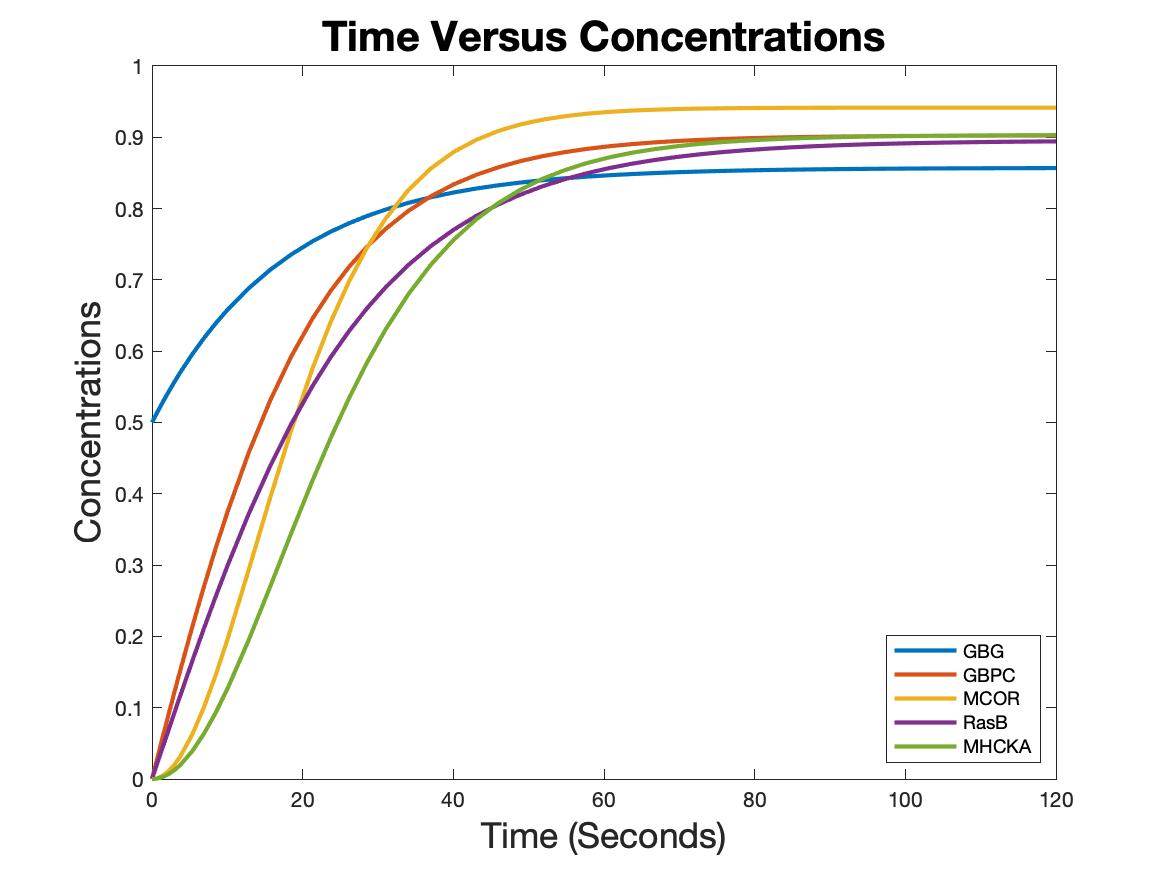 Time Versus Concentrations
1
0.9
0.8
0.7
0.6
0.5
0.4
0.3
0.2
0.1
0
Concentrations
0 20 40 60 80 100 120
Time (Seconds)
GBG
GBPC
MCOR
RasB
MHCKA